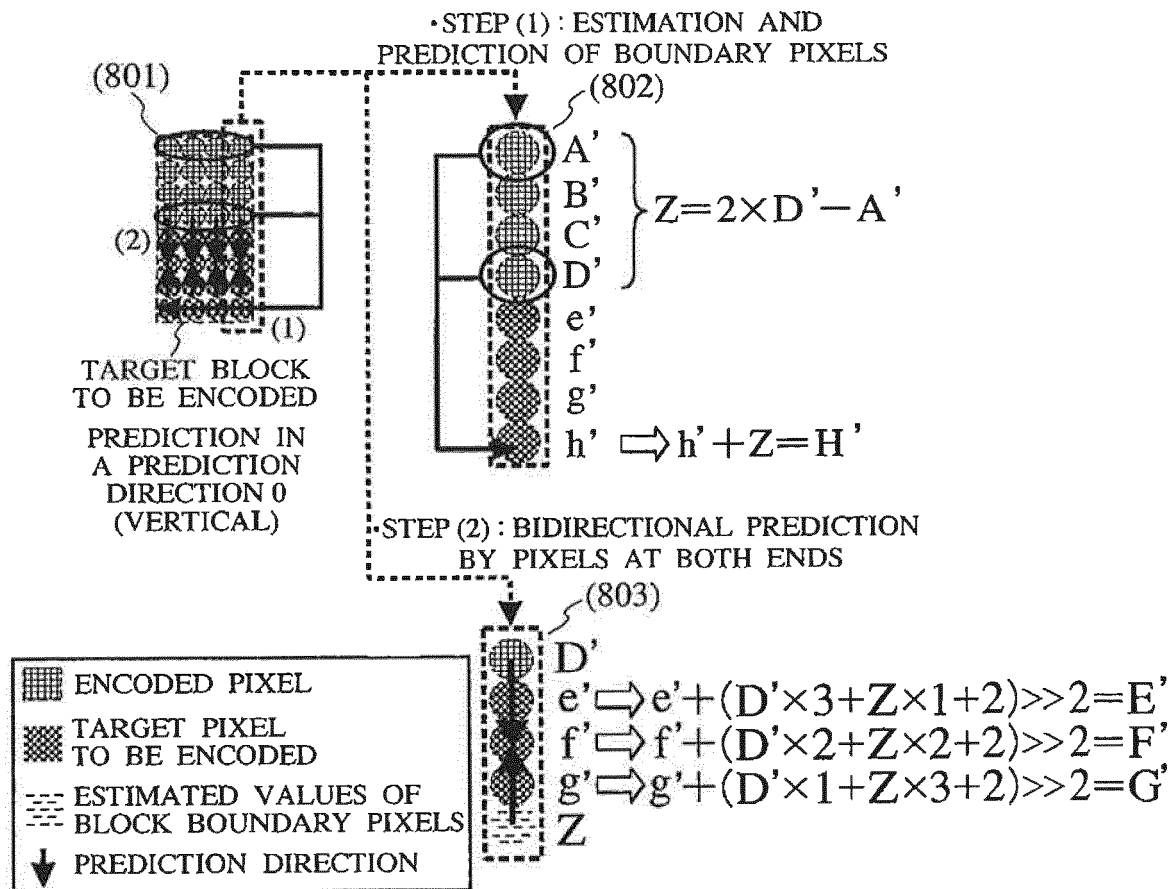 ・STEP (1) : ESTIMATION AND
PREDICTION OF BOUNDARY PIXELS
(801)
(802)
A'
B'
C'
D'
Z=2×D'−A'
(2)
(1)
e'
f'
g'
h' ⇨ h'+Z=H'
TARGET BLOCK
TO BE ENCODED
PREDICTION IN
A PREDICTION
DIRECTION 0
(VERTICAL)
・STEP (2) : BIDIRECTIONAL PREDICTION
BY PIXELS AT BOTH ENDS
(803)
D'
e' ⇨ e'+(D'×3+Z×1+2)>>2=E'
f' ⇨ f'+(D'×2+Z×2+2)>>2=F'
g' ⇨ g'+(D'×1+Z×3+2)>>2=G'
Z
ENCODED PIXEL
TARGET PIXEL
TO BE ENCODED
ESTIMATED VALUES OF
BLOCK BOUNDARY PIXELS
PREDICTION DIRECTION